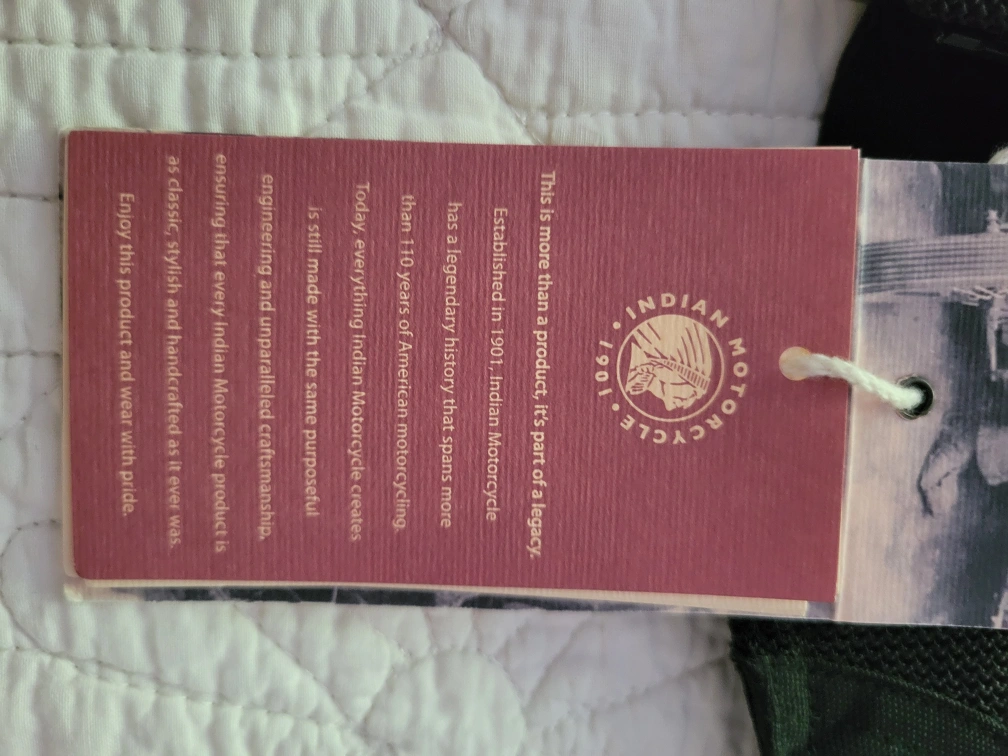 INDIAN MOTORCYCLE
• 1901 •
This is more than a product, it's part of a legacy.
Established in 1901, Indian Motorcycle
has a legendary history that spans more
than 110 years of American motorcycling.
Today, everything Indian Motorcycle creates
is still made with the same purposeful
engineering and unparalleled craftsmanship,
ensuring that every Indian Motorcycle product is
as classic, stylish and handcrafted as it ever was.
Enjoy this product and wear with pride.